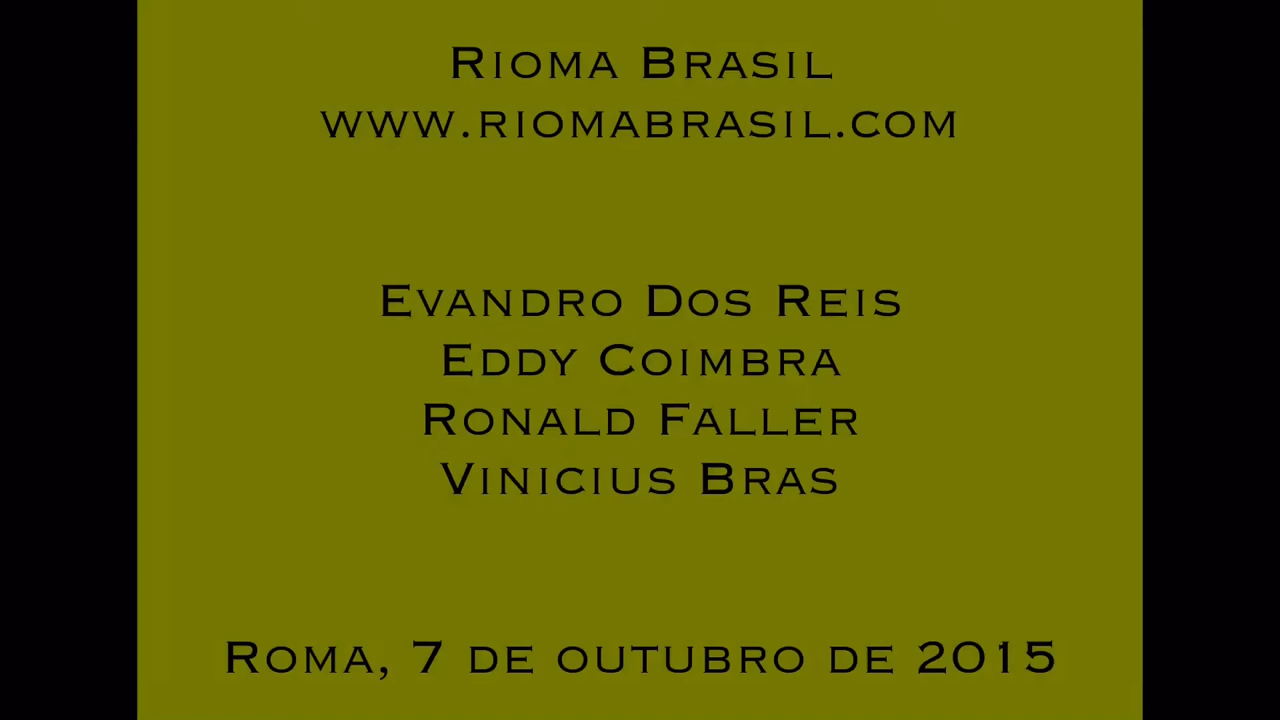 Rioma Brasil
www.riomabrasil.com
Evandro Dos Reis
Eddy Coimbra
Ronald Faller
Vinicius Bras
Roma, 7 de outubro de 2015